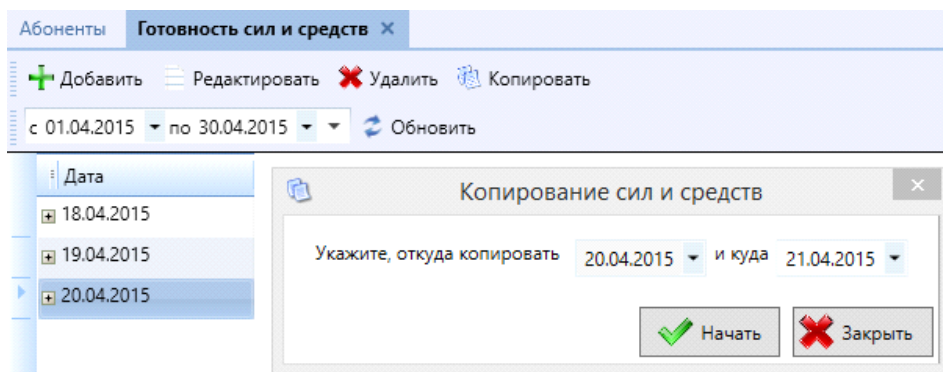 Абоненты Готовность сил и средств
Добавить Редактировать Удалить Копировать
с 01.04.2015 по 30.04.2015 Обновить
Дата
Копирование сил и средств
18.04.2015
19.04.2015
Укажите, откуда копировать 20.04.2015 и куда 21.04.2015
20.04.2015
Начать Закрыть